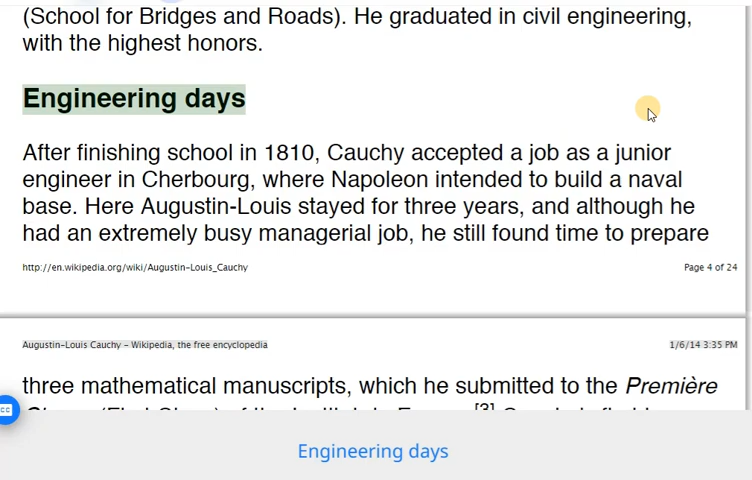 (School for Bridges and Roads). He graduated in civil engineering,
with the highest honors.
Engineering days
After finishing school in 1810, Cauchy accepted a job as a junior
engineer in Cherbourg, where Napoleon intended to build a naval
base. Here Augustin-Louis stayed for three years, and although he
had an extremely busy managerial job, he still found time to prepare
http://en.wikipedia.org/wiki/Augustin-Louis_Cauchy Page 4 of 24
Augustin-Louis Cauchy - Wikipedia, the free encyclopedia 1/6/14 3:35 PM
three mathematical manuscripts, which he submitted to the Première
[3]
CC
Engineering days